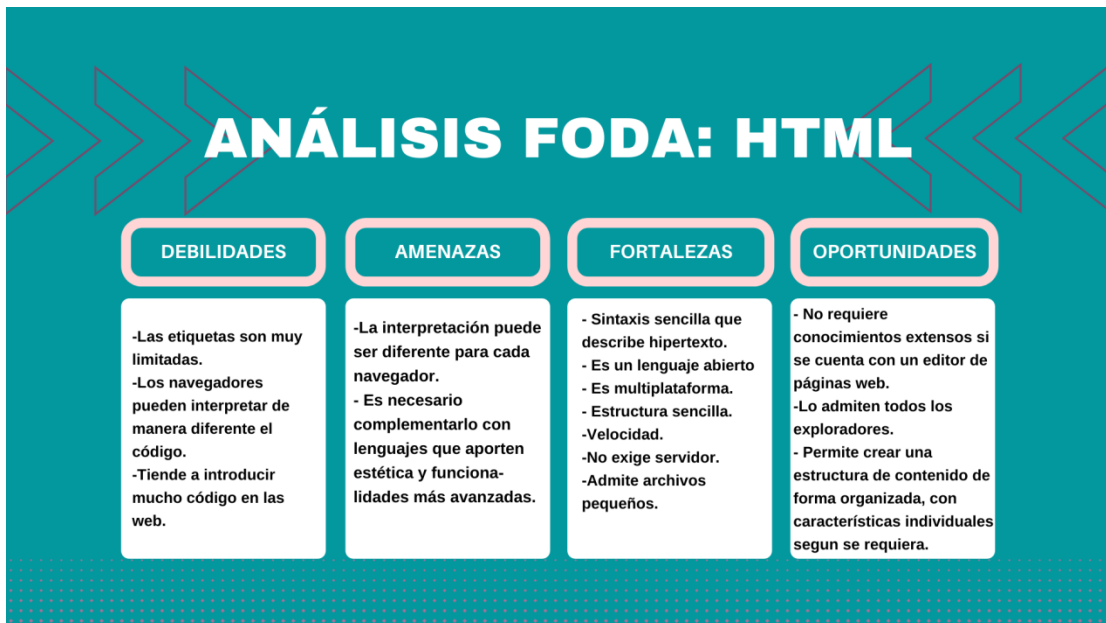 ANÁLISIS FODA: HTML
DEBILIDADES
-Las etiquetas son muy
limitadas.
-Los navegadores
pueden interpretar de
manera diferente el
código.
-Tiende a introducir
mucho código en las
web.
AMENAZAS
-La interpretación puede
ser diferente para cada
navegador.
- Es necesario
complementarlo con
lenguajes que aporten
estética y funciona-
lidades más avanzadas.
FORTALEZAS
- Sintaxis sencilla que
describe hipertexto.
- Es un lenguaje abierto
- Es multiplataforma.
- Estructura sencilla.
-Velocidad.
-No exige servidor.
-Admite archivos
pequeños.
OPORTUNIDADES
- No requiere
conocimientos extensos si
se cuenta con un editor de
páginas web.
-Lo admiten todos los
exploradores.
- Permite crear una
estructura de contenido de
forma organizada, con
características individuales
segun se requiera.